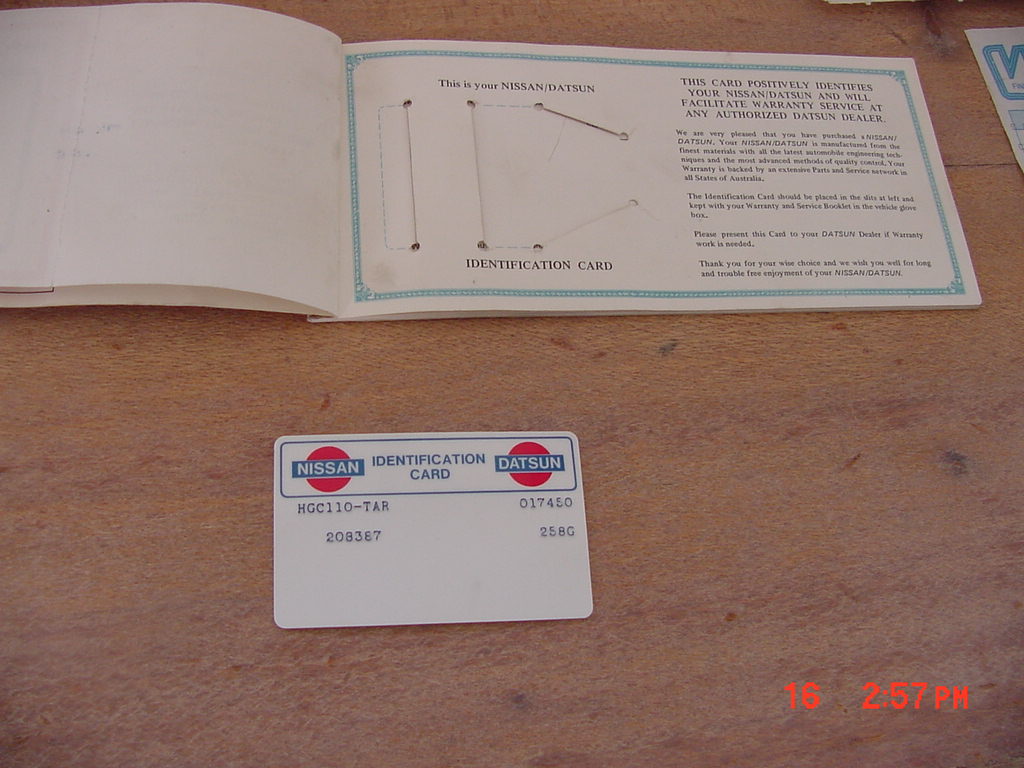 This is your NISSAN/DATSUN
IDENTIFICATION CARD
THIS CARD POSITIVELY IDENTIFIES
YOUR NISSAN/DATSUN AND WILL
FACILITATE WARRANTY SERVICE AT
ANY AUTHORIZED DATSUN DEALER.
We are very pleased that you have purchased a NISSAN/
DATSUN. Your NISSAN/DATSUN is manufactured from the
finest materials with all the latest automobile engineering tech-
niques and the most advanced methods of quality control. Your
Warranty is backed by an extensive Parts and Service network in
all States of Australia.
The Identification Card should be placed in the slits at left and
kept with your Warranty and Service Booklet in the vehicle glove
box.
Please present this Card to your DATSUN Dealer if Warranty
work is needed.
Thank you for your wise choice and we wish you well for long
and trouble free enjoyment of your NISSAN/DATSUN.
NISSAN IDENTIFICATION CARD DATSUN
HGC110-TAR 017450
208387 258G
16 2:57 PM